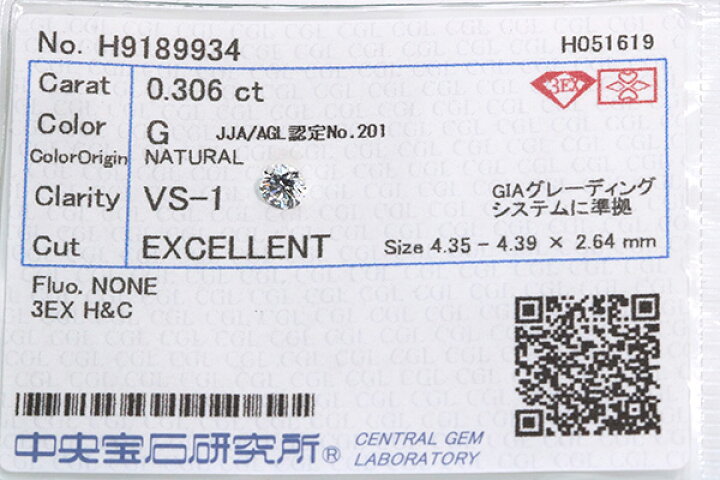 No. H9189934
H051619
Carat 0.306 ct
3EX
Color G JJA/AGL認定No.201
ColorOrigin NATURAL
Clarity VS-1
GIAグレーディング
システムに準拠
Cut EXCELLENT
Size 4.35 - 4.39 × 2.64 mm
Fluo. NONE
3EX H&C
中央宝石研究所® CENTRAL GEM
LABORATORY